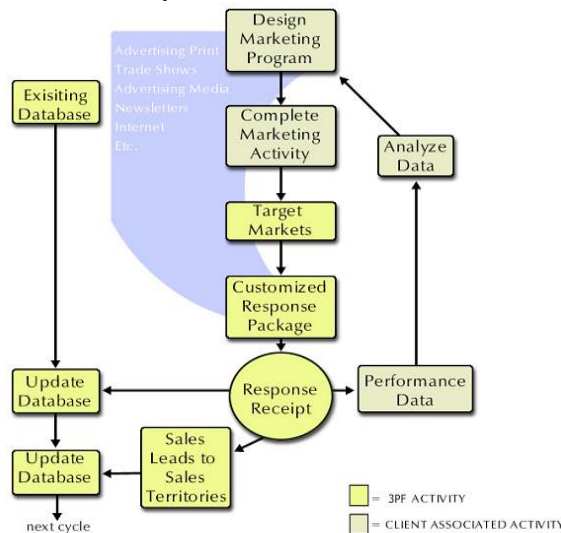 Design
Marketing
Program
Advertising Print
Trade Shows
Advertising Media
Newsletters
Internet
Etc.
Exisiting
Database
Complete
Marketing
Activity
Analyze
Data
Target
Markets
Customized
Response
Package
Update
Database
Response
Receipt
Performance
Data
Sales
Leads to
Sales
Territories
Update
Database
next cycle
= 3PF ACTIVITY
= CLIENT ASSOCIATED ACTIVITY